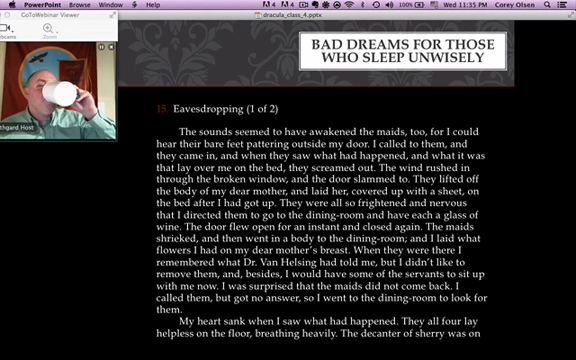 PowerPoint File Edit View Window Help 4 100% Wed 11:35 PM Corey Olsen
GoToWebinar Viewer
dracula_class_4.pptx
Zoom
thgard Host
BAD DREAMS FOR THOSE
WHO SLEEP UNWISELY
15. Eavesdropping (1 of 2)
The sounds seemed to have awakened the maids, too, for I could
hear their bare feet pattering outside my door. I called to them, and
they came in, and when they saw what had happened, and what it was
that lay over me on the bed, they screamed out. The wind rushed in
through the broken window, and the door slammed to. They lifted off
the body of my dear mother, and laid her, covered up with a sheet, on
the bed after I had got up. They were all so frightened and nervous
that I directed them to go to the dining-room and have each a glass of
wine. The door flew open for an instant and closed again. The maids
shrieked, and then went in a body to the dining-room; and I laid what
flowers I had on my dear mother's breast. When they were there I
remembered what Dr. Van Helsing had told me, but I didn't like to
remove them, and, besides, I would have some of the servants to sit up
with me now. I was surprised that the maids did not come back. I
called them, but got no answer, so I went to the dining-room to look for
them.
My heart sank when I saw what had happened. They all four lay
helpless on the floor, breathing heavily. The decanter of sherry was on